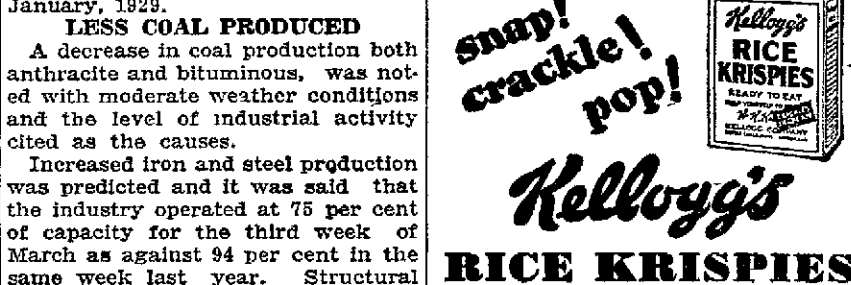 January, 1929.
LESS COAL PRODUCED
A decrease in coal production both
anthracite and bituminous, was not-
ed with moderate weather conditions
and the level of industrial activity
cited as the causes.
Increased iron and steel production
was predicted and it was said that
the industry operated at 75 per cent
of capacity for the third week of
March as against 94 per cent in the
same week last year. Structural
snap!
crackle!
pop!
Kellogg's
RICE
KRISPIES
READY TO EAT
KELLOGG COMPANY
Kellogg's
RICE KRISPIES